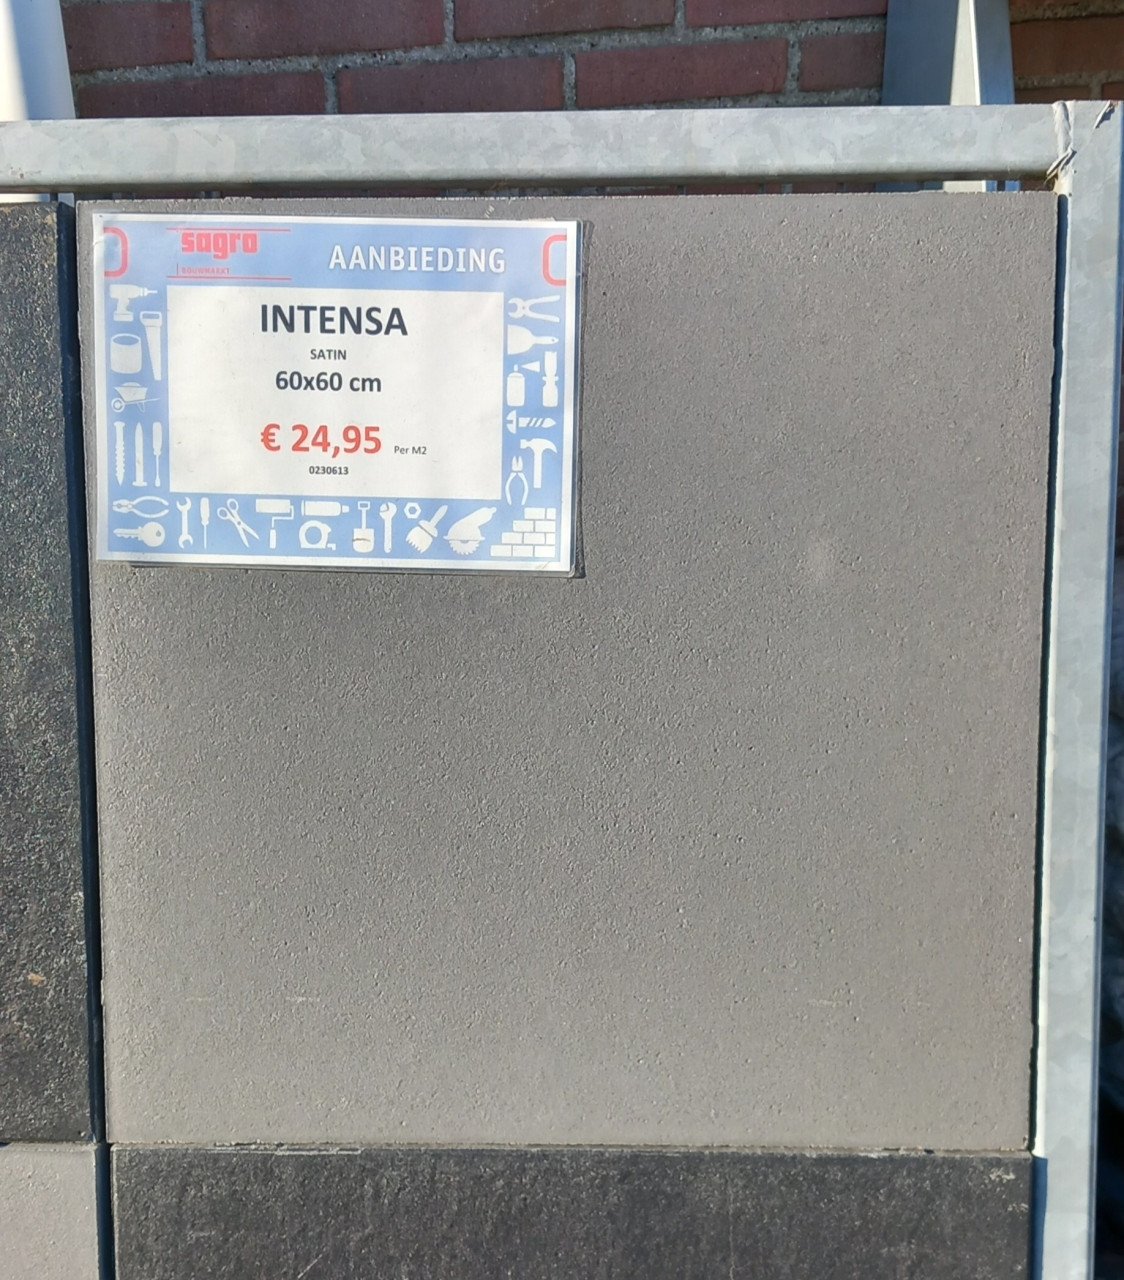 sagro
BOUWMARKT
AANBIEDING
INTENSA
SATIN
60x60 cm
€ 24,95 Per M2
0230613